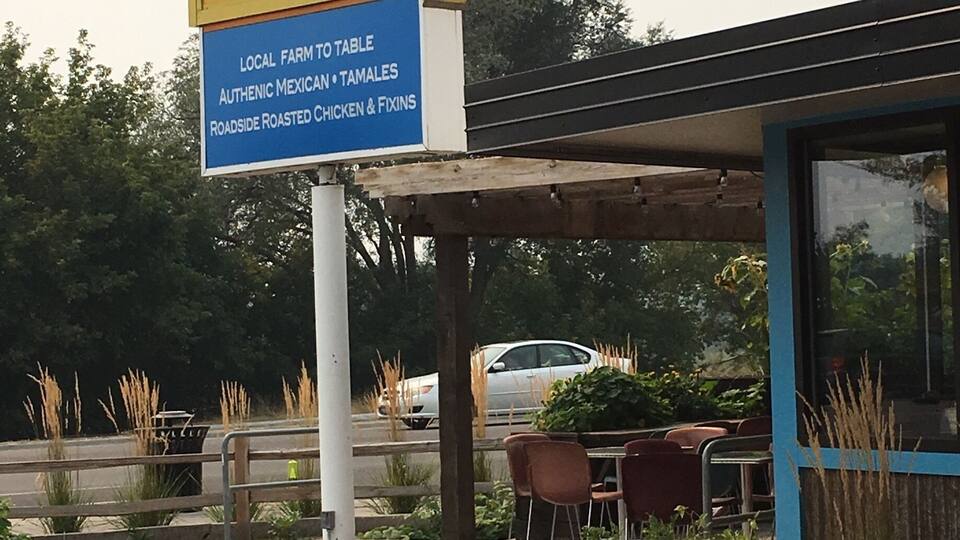 Local Farm to Table
Authenic Mexican • Tamales
Roadside Roasted Chicken & Fixins